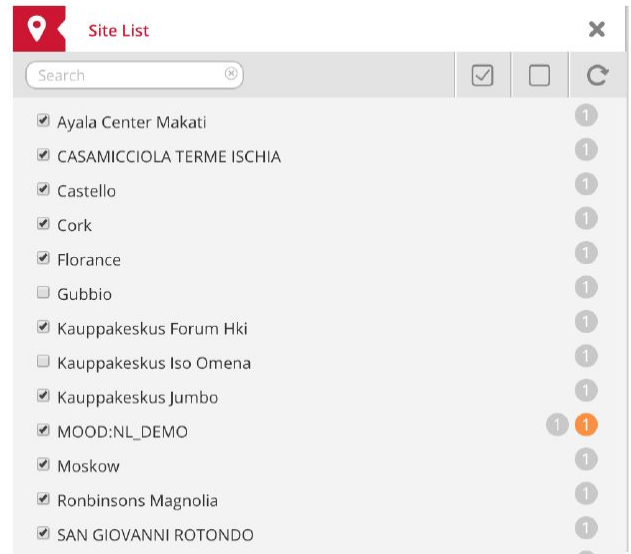 Site List
Search
Ayala Center Makati 1
CASAMICCIOLA TERME ISCHIA 1
Castello 1
Cork 1
Florance 1
Gubbio 1
Kauppakeskus Forum Hki 1
Kauppakeskus Iso Omena 1
Kauppakeskus Jumbo 1
MOOD:NL_DEMO 1 1
Moskow 1
Ronbinsons Magnolia 1
SAN GIOVANNI ROTONDO 1